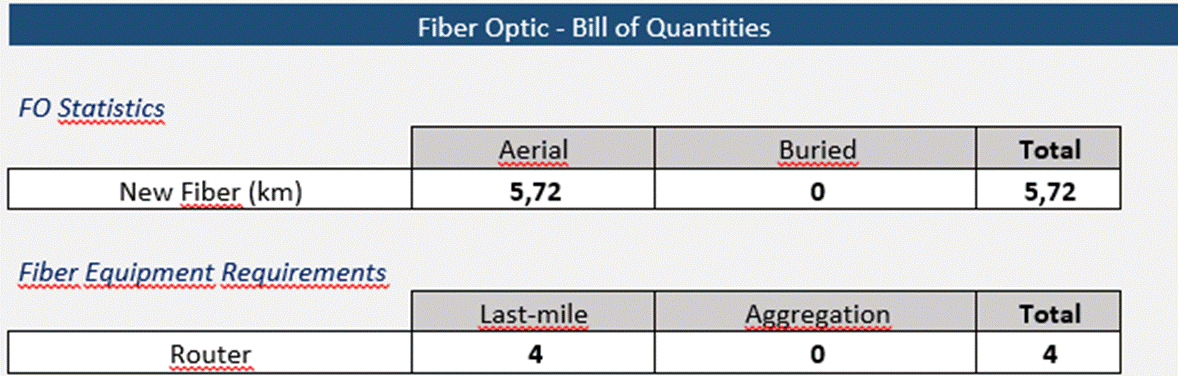 Fiber Optic - Bill of Quantities
FO Statistics
Aerial Buried Total
New Fiber (km) 5,72 0 5,72
Fiber Equipment Requirements
Last-mile Aggregation Total
Router 4 0 4